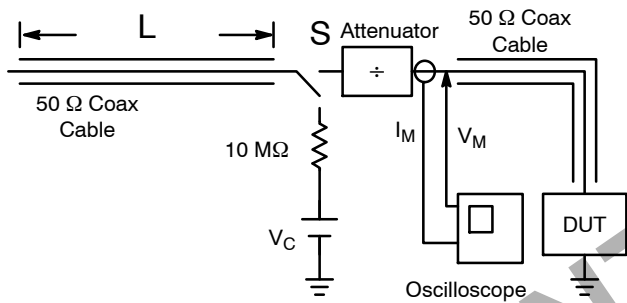 L
S
Attenuator
÷
50 Ω Coax
Cable
50 Ω Coax
Cable
10 MΩ
I_M
V_M
V_C
DUT
Oscilloscope